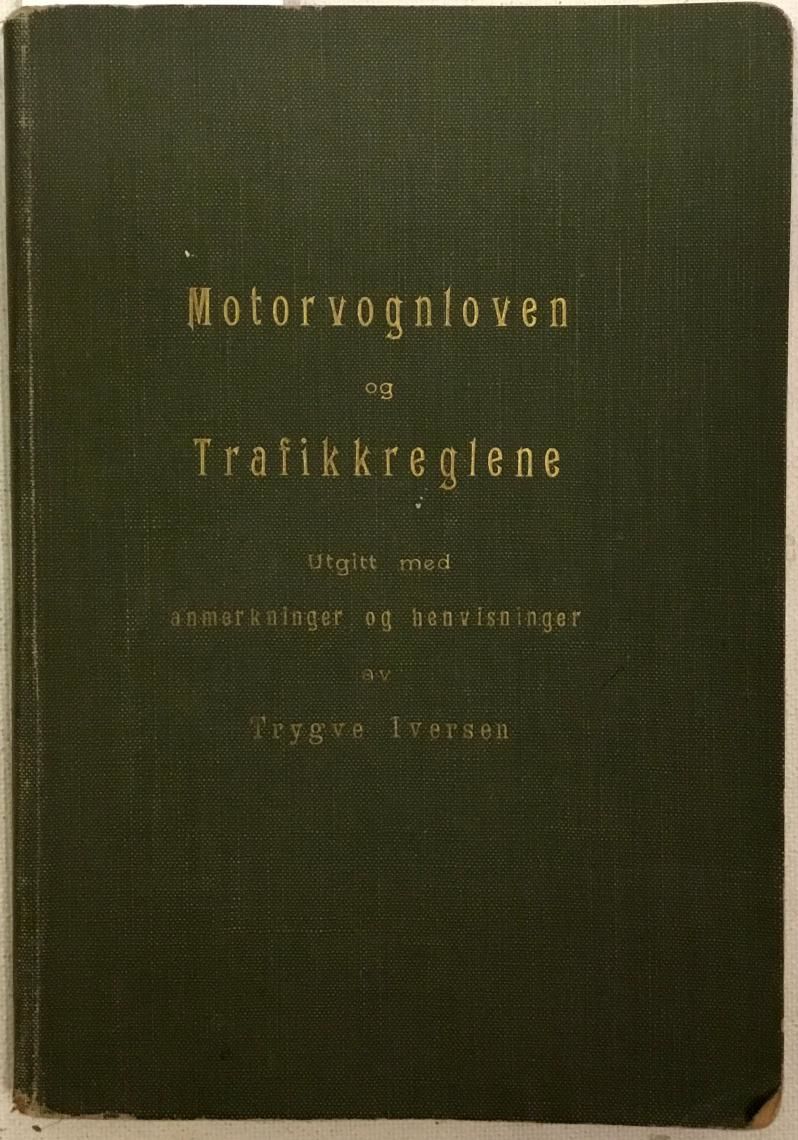 Motorvognloven
og
Trafikkreglene
Utgitt med
anmerkninger og henvisninger
av
Trygve Iversen